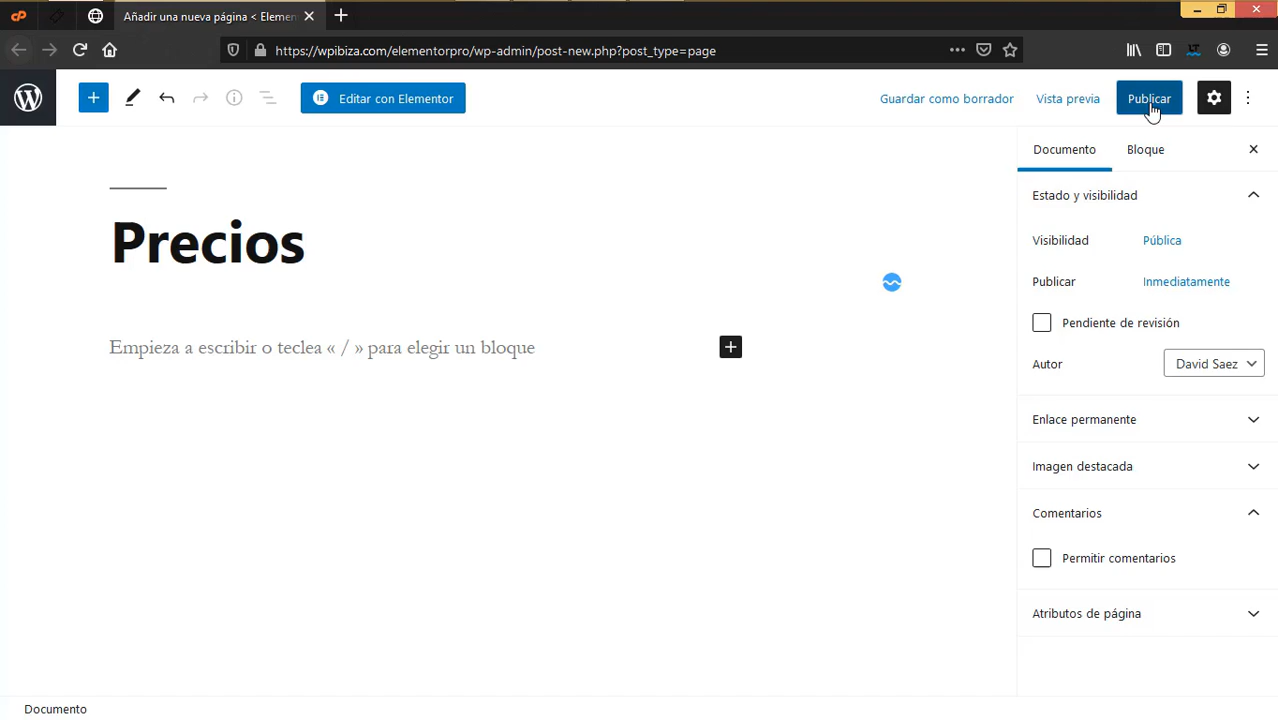 Añadir una nueva página < Elemen
https://wpibiza.com/elementorpro/wp-admin/post-new.php?post_type=page
Editar con Elementor
Guardar como borrador
Vista previa
Publicar
Documento
Bloque
Estado y visibilidad
Precios
Visibilidad
Pública
Publicar
Inmediatamente
Pendiente de revisión
Empieza a escribir o teclea « / » para elegir un bloque
Autor
David Saez
Enlace permanente
Imagen destacada
Comentarios
Permitir comentarios
Atributos de página
Documento